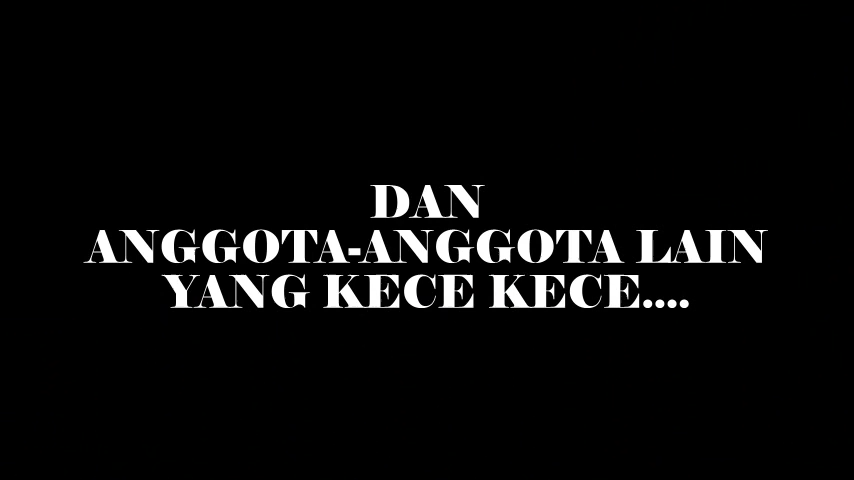 DAN
ANGGOTA-ANGGOTA LAIN
YANG KECE KECE....